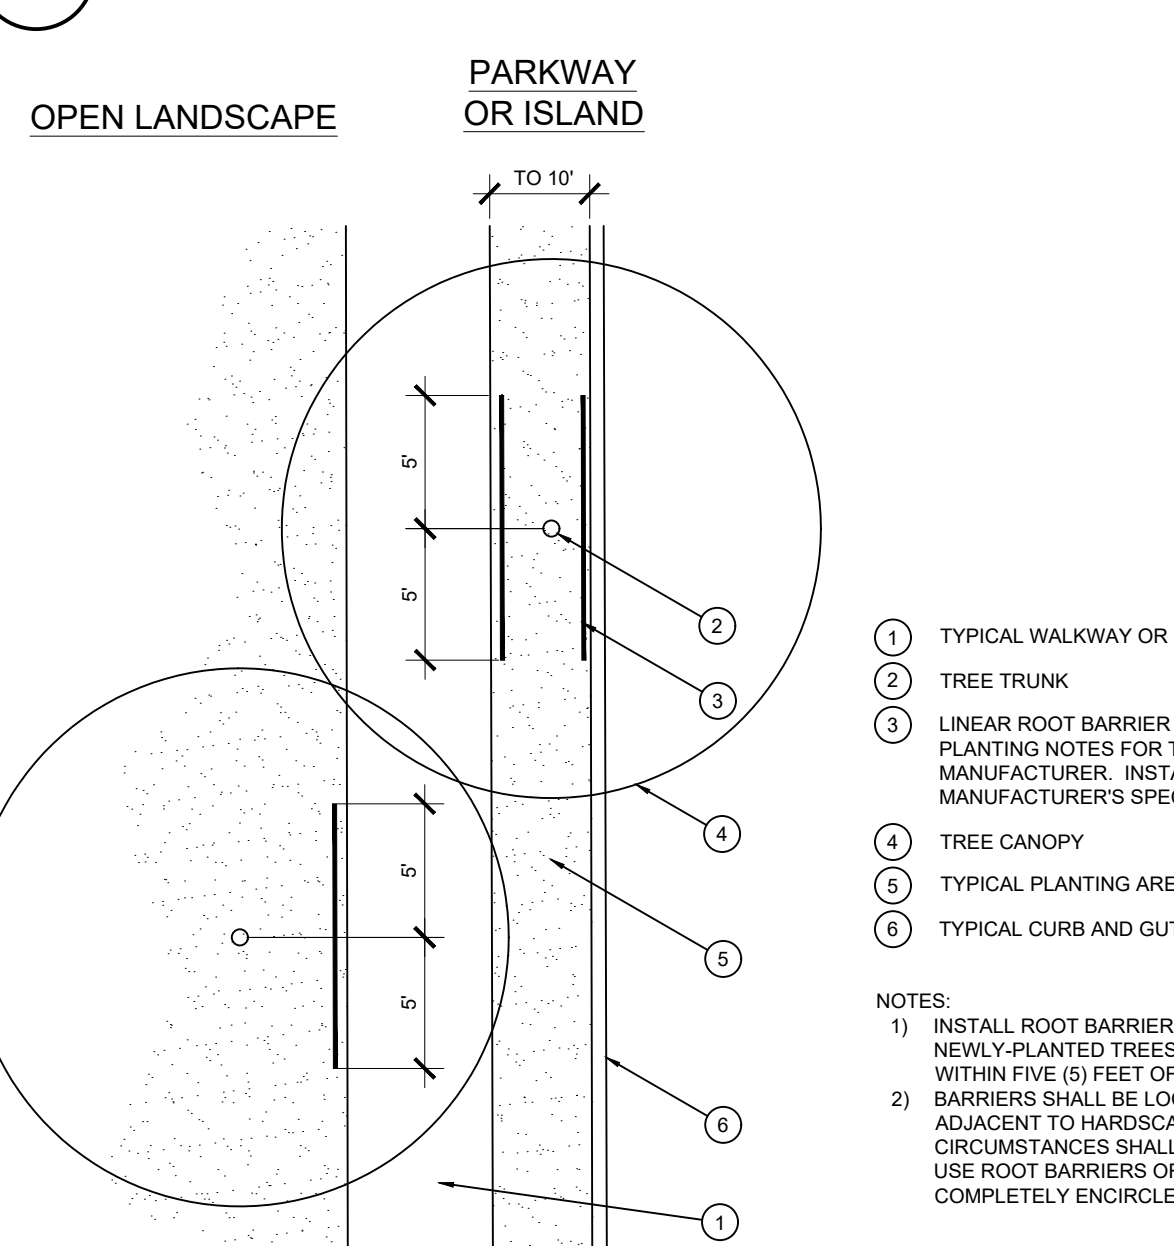 OPEN LANDSCAPE
PARKWAY
OR ISLAND
TO 10'
5'
5'
2
3
4
5'
5'
5
6
1
1 TYPICAL WALKWAY OR
2 TREE TRUNK
3 LINEAR ROOT BARRIER
PLANTING NOTES FOR
MANUFACTURER. INSTA
MANUFACTURER'S SPEC
4 TREE CANOPY
5 TYPICAL PLANTING ARE
6 TYPICAL CURB AND GUT
NOTES:
1) INSTALL ROOT BARRIER
NEWLY-PLANTED TREES
WITHIN FIVE (5) FEET OF
2) BARRIERS SHALL BE LOC
ADJACENT TO HARDSCA
CIRCUMSTANCES SHALL
USE ROOT BARRIERS OF
COMPLETELY ENCIRCLE